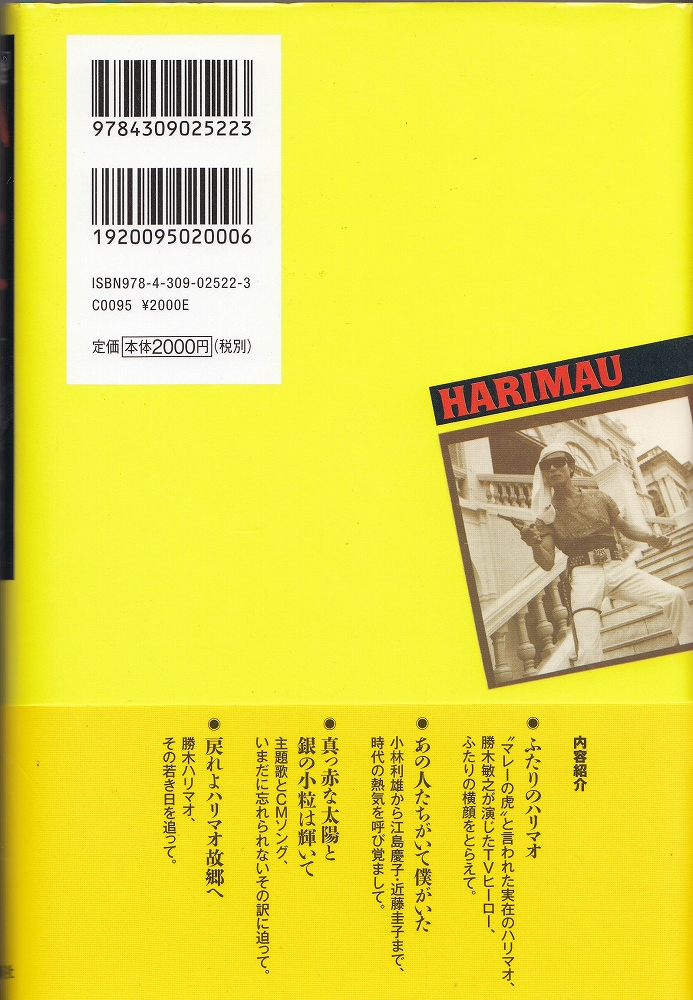 9784309025223
1920095020006
ISBN978-4-309-02522-3
C0095 ¥2000E
定価 本体2000円 (税別)
HARIMAU
内容紹介
● ふたりのハリマオ
“マレーの虎”と言われた実在のハリマオ、
勝木敏之が演じたTVヒーロー、
ふたりの横顔をとらえて。
● あの人たちがいて僕がいた
小林利雄から江島慶子・近藤圭子まで、
時代の熱気を呼び覚まして。
● 真っ赤な太陽と
銀の小粒は輝いて
主題歌とCMソング、
いまだに忘れられないその訳に迫って。
● 戻れよハリマオ故郷へ
勝木ハリマオ、
その若き日を追って。